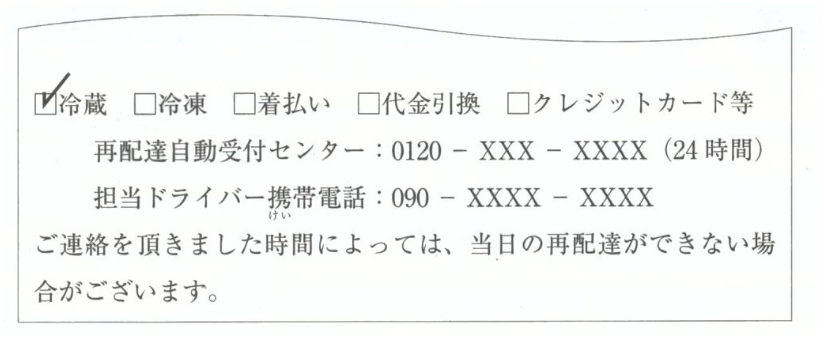 ☑冷蔵 □冷凍 □着払い □代金引換 □クレジットカード等
再配達自動受付センター：0120 − XXX − XXXX（24 時間）
担当ドライバー携帯電話：090 − XXXX − XXXX
けい
ご連絡を頂きました時間によっては、当日の再配達ができない場
合がございます。